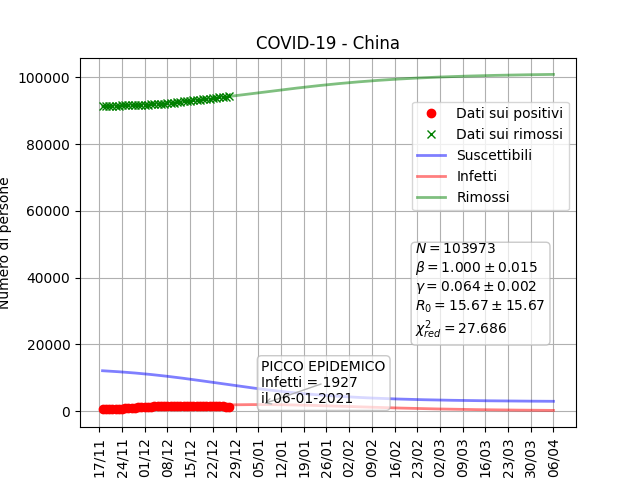 COVID-19 - China
Numero di persone
100000
80000
60000
40000
20000
0
Dati sui positivi
Dati sui rimossi
Suscettibili
Infetti
Rimossi
N = 103973
β = 1.000 ± 0.015
γ = 0.064 ± 0.002
R₀ = 15.67 ± 15.67
χ²_red = 27.686
PICCO EPIDEMICO
Infetti = 1927
il 06-01-2021
17/11 24/11 01/12 08/12 15/12 22/12 29/12 05/01 12/01 19/01 26/01 02/02 09/02 16/02 23/02 02/03 09/03 16/03 23/03 30/03 06/04